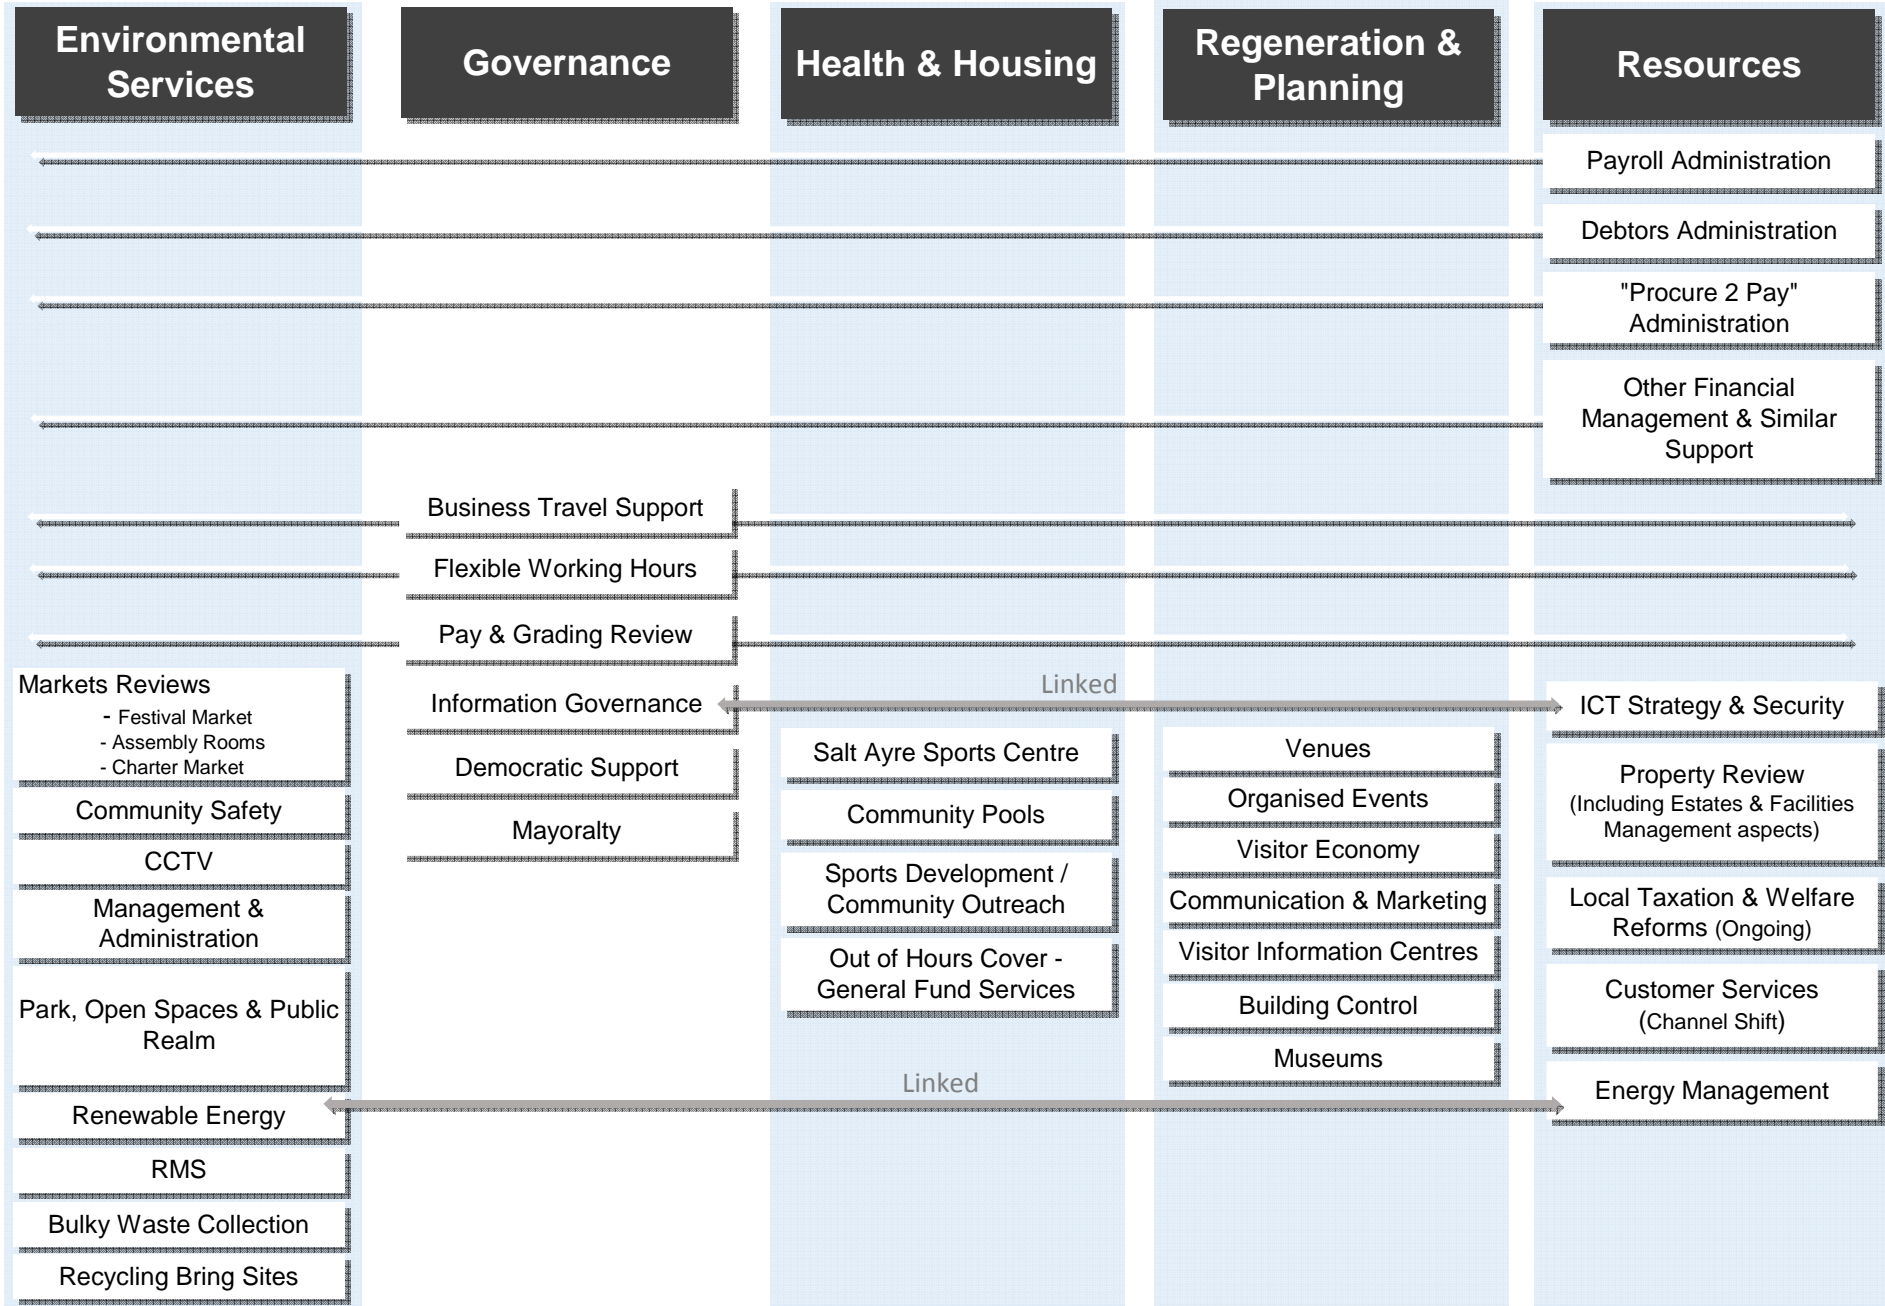 Environmental
Services
Governance
Health & Housing
Regeneration &
Planning
Resources
Payroll Administration
Debtors Administration
"Procure 2 Pay"
Administration
Other Financial
Management & Similar
Support
Business Travel Support
Flexible Working Hours
Pay & Grading Review
Markets Reviews
- Festival Market
- Assembly Rooms
- Charter Market
Community Safety
CCTV
Management &
Administration
Park, Open Spaces & Public
Realm
Renewable Energy
RMS
Bulky Waste Collection
Recycling Bring Sites
Information Governance
Democratic Support
Mayoralty
Linked
Salt Ayre Sports Centre
Community Pools
Sports Development /
Community Outreach
Out of Hours Cover -
General Fund Services
Linked
Venues
Organised Events
Visitor Economy
Communication & Marketing
Visitor Information Centres
Building Control
Museums
ICT Strategy & Security
Property Review
(Including Estates & Facilities
Management aspects)
Local Taxation & Welfare
Reforms (Ongoing)
Customer Services
(Channel Shift)
Energy Management